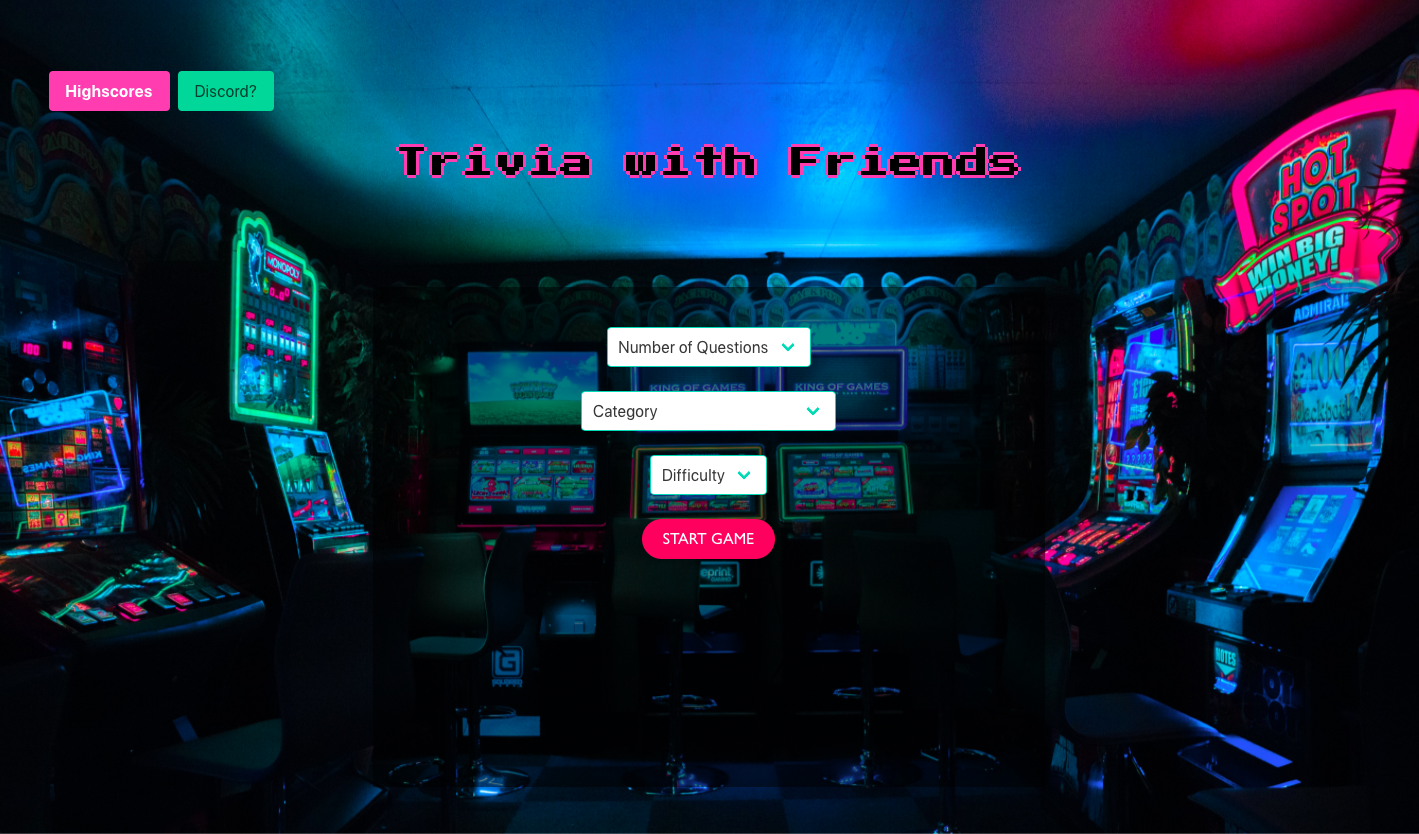 Highscores
Discord?
Trivia with Friends
HOT
SPOT
WIN BIG
MONEY!
MONOPOLY
ADMIRAL
Number of Questions
KING OF GAMES
KING OF GAMES
Category
Difficulty
START GAME
NOTES